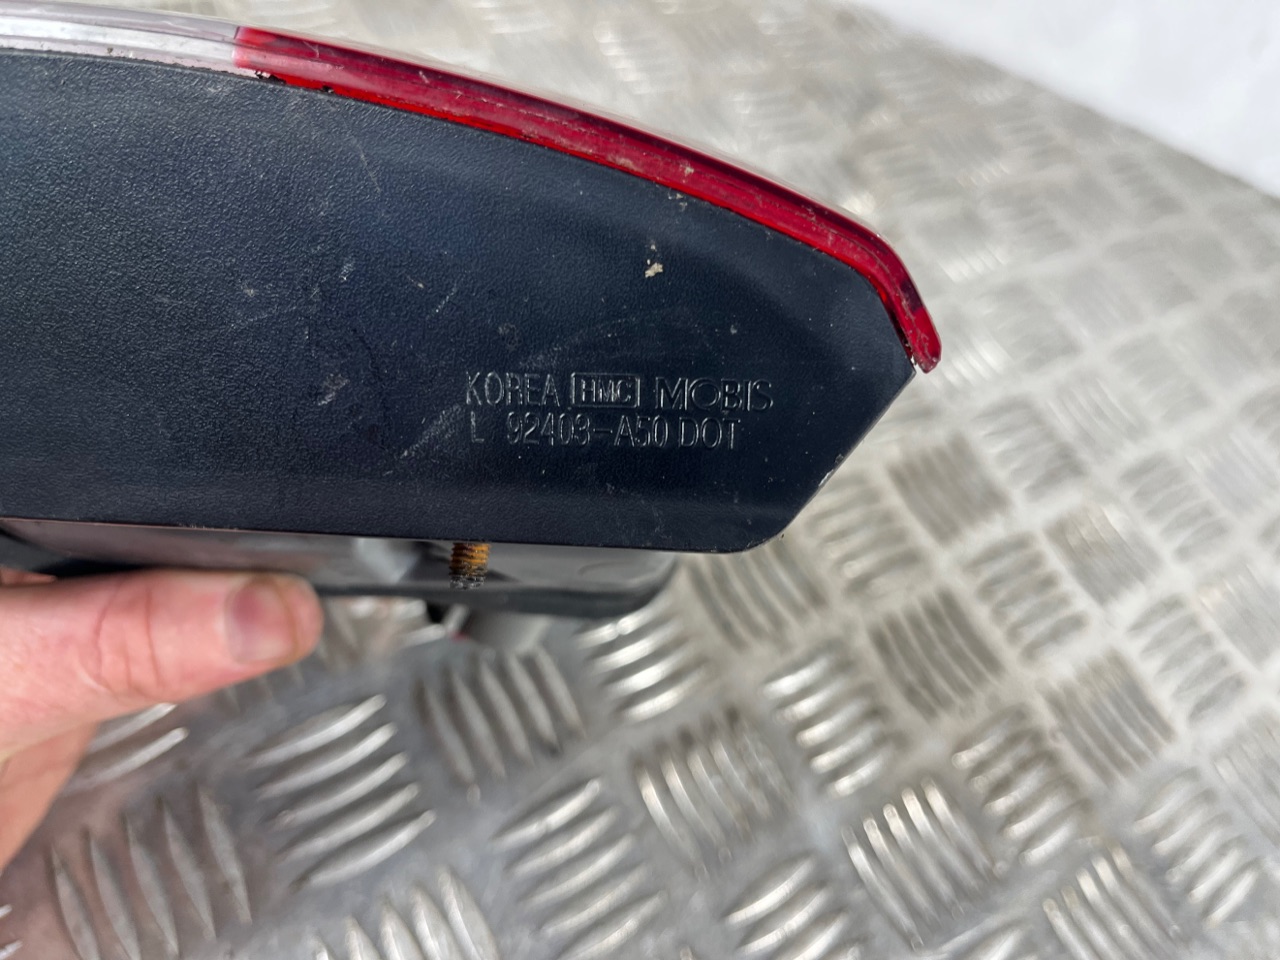 KOREA HMC MOBIS
L 92403-A50 DOT